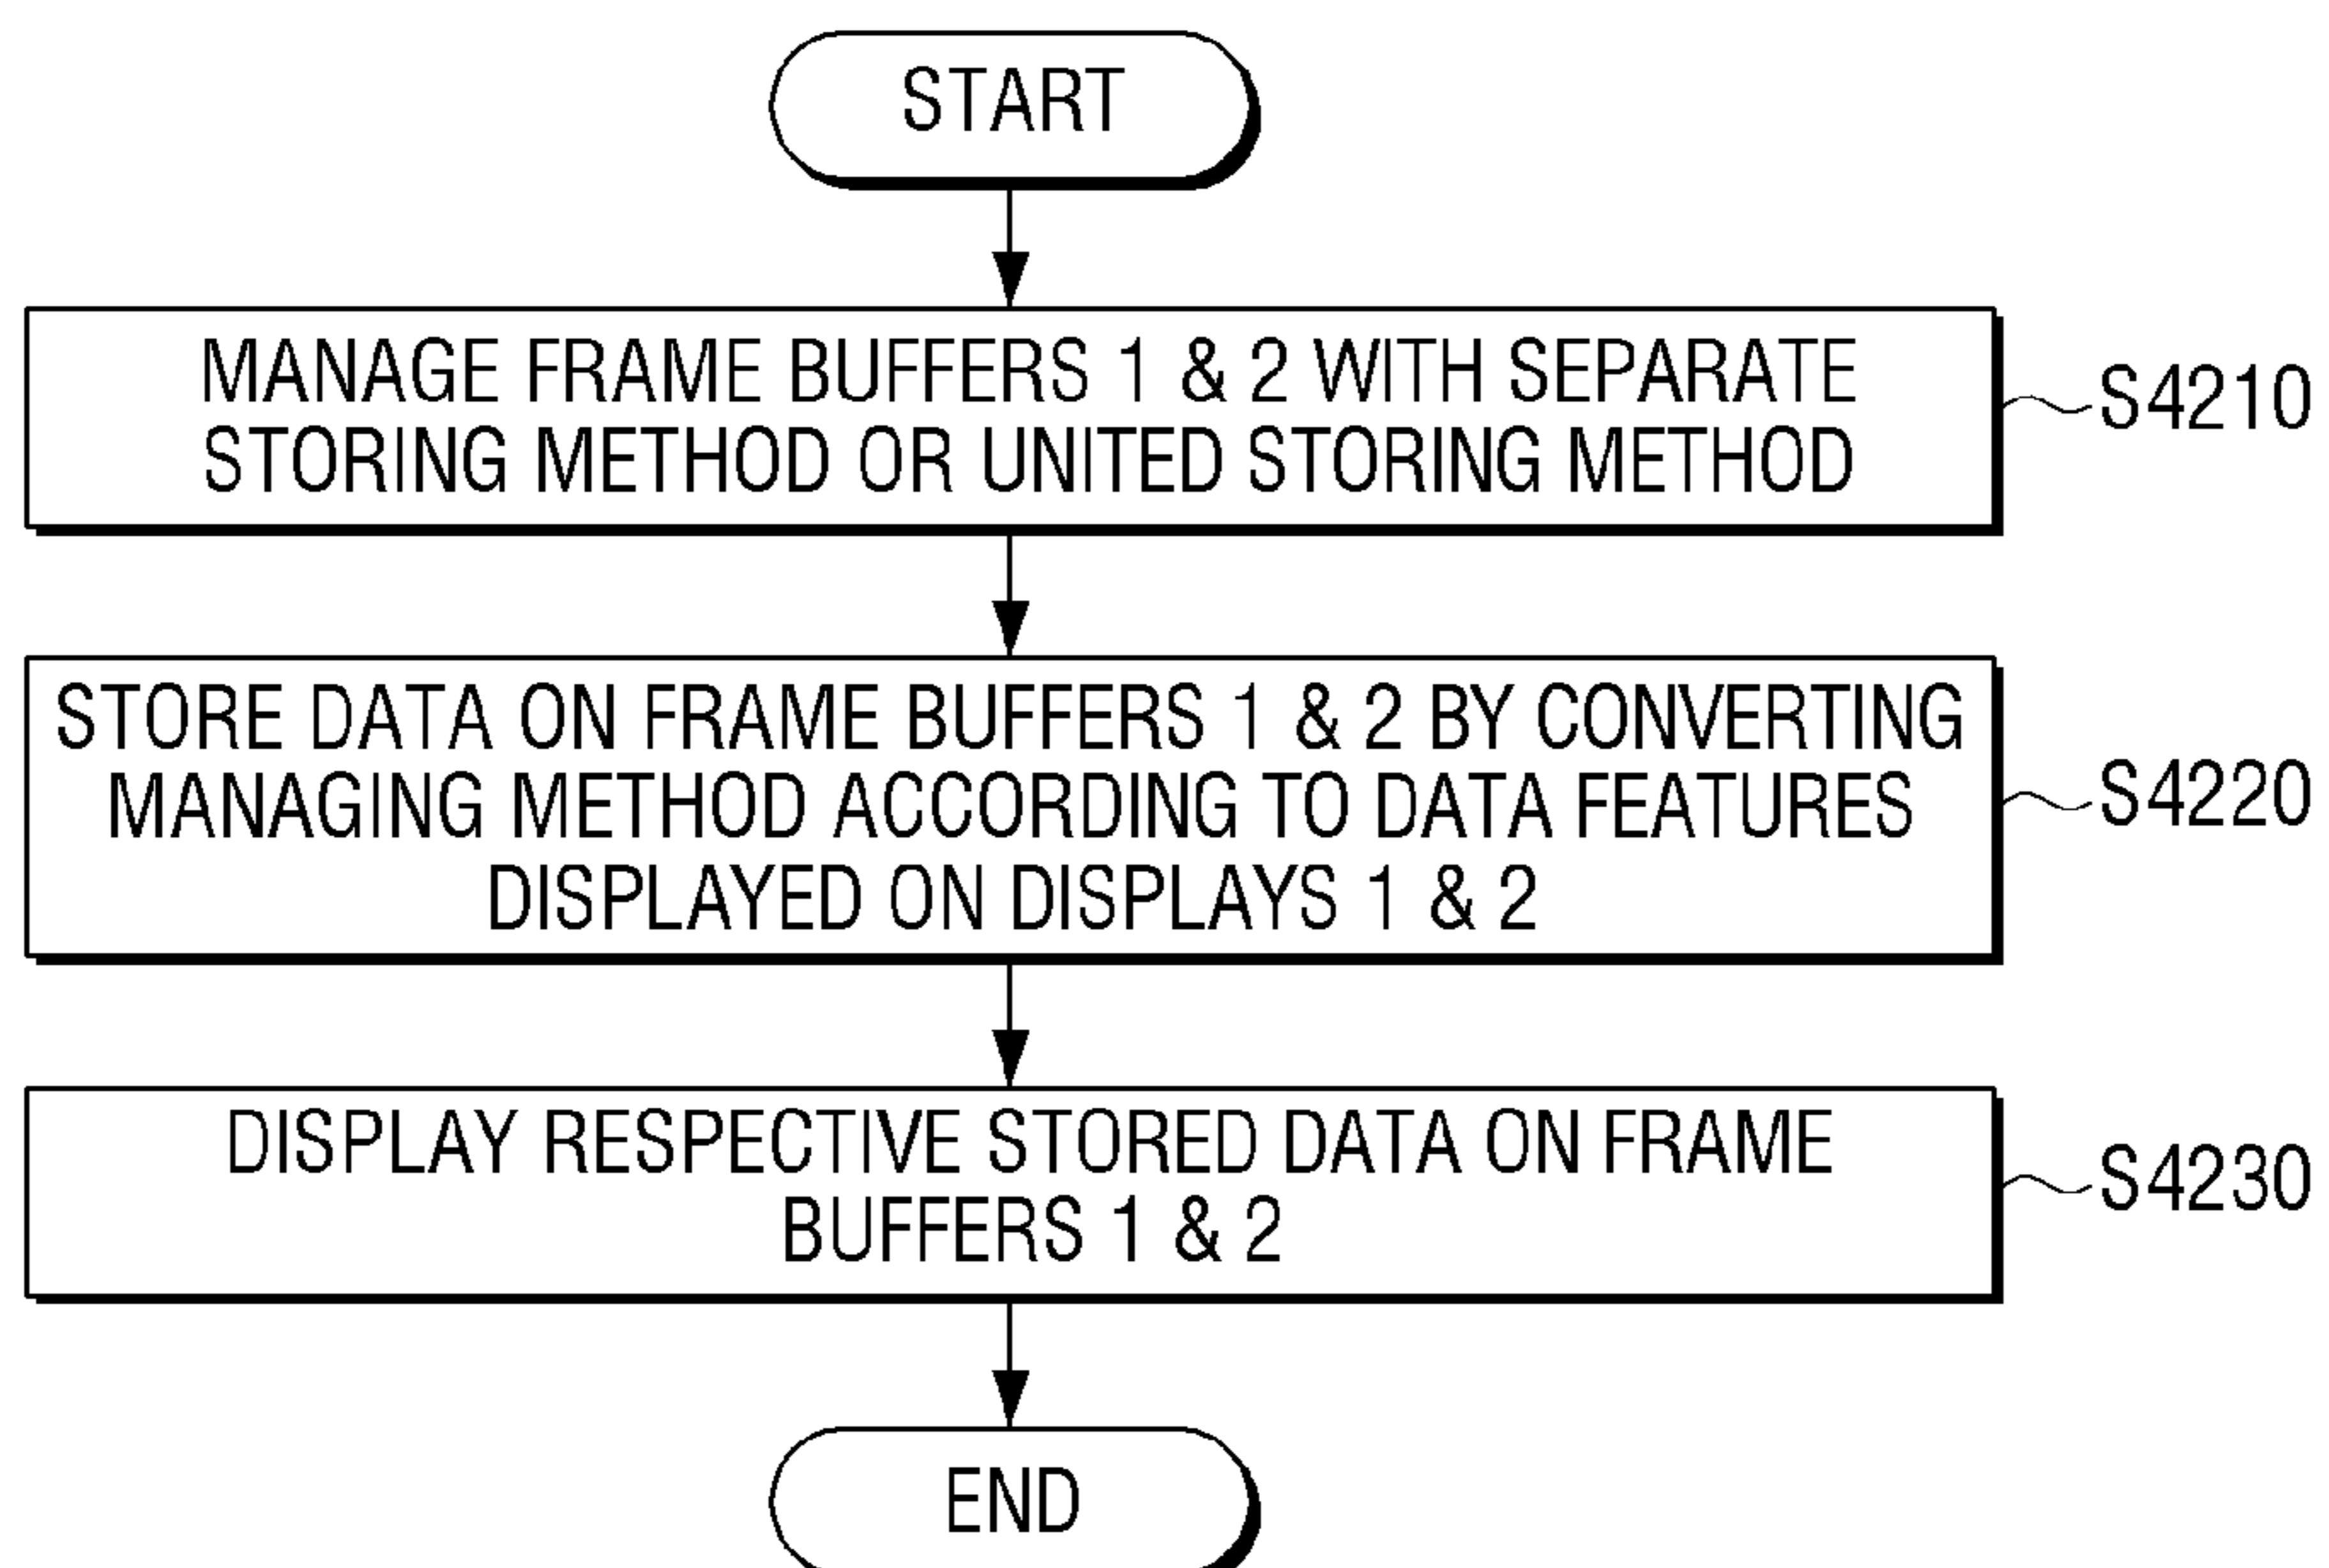 START
MANAGE FRAME BUFFERS 1 & 2 WITH SEPARATE
STORING METHOD OR UNITED STORING METHOD
S4210
STORE DATA ON FRAME BUFFERS 1 & 2 BY CONVERTING
MANAGING METHOD ACCORDING TO DATA FEATURES
DISPLAYED ON DISPLAYS 1 & 2
S4220
DISPLAY RESPECTIVE STORED DATA ON FRAME
BUFFERS 1 & 2
S4230
END